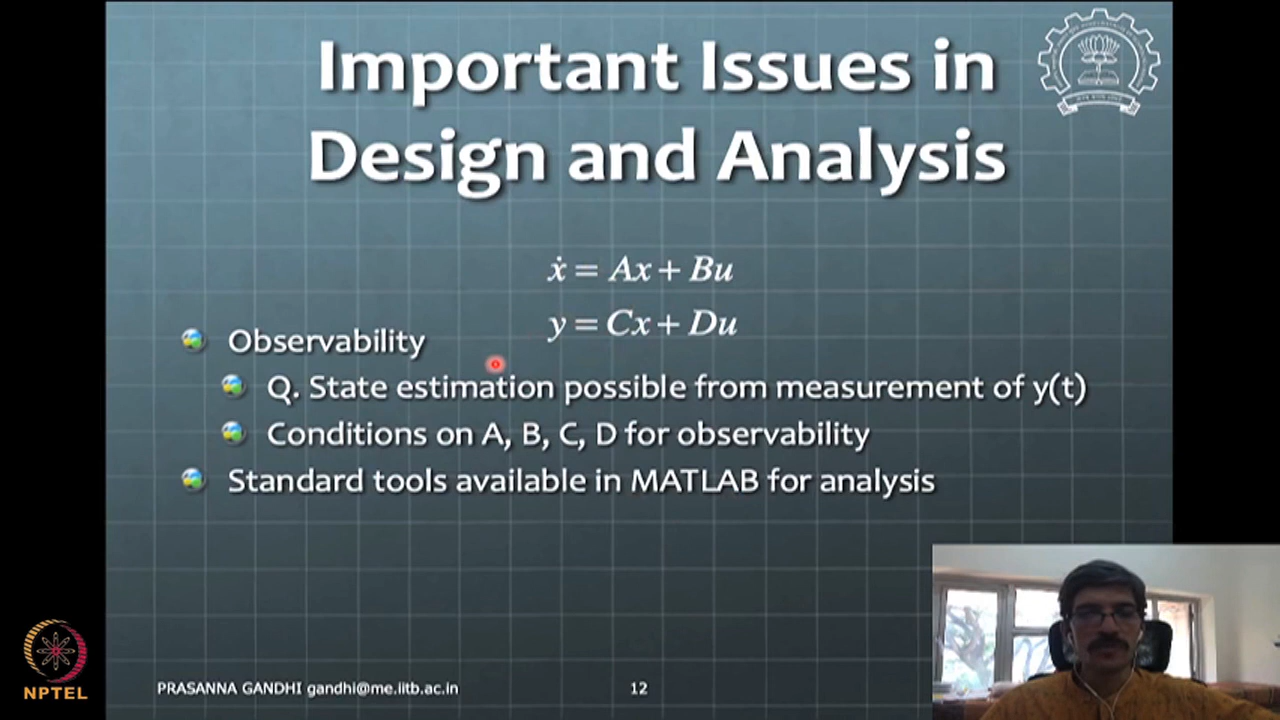 Important Issues in
Design and Analysis
ẋ = Ax + Bu
y = Cx + Du
Observability
Q. State estimation possible from measurement of y(t)
Conditions on A, B, C, D for observability
Standard tools available in MATLAB for analysis
NPTEL
PRASANNA GANDHI gandhi@me.iitb.ac.in
12